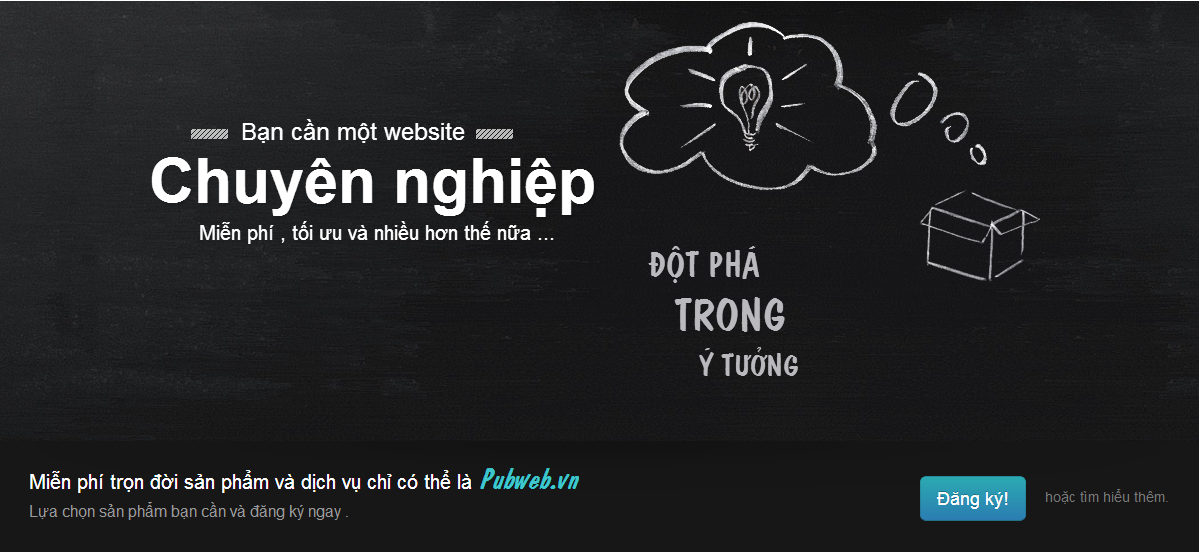 Bạn cần một website
Chuyên nghiệp
Miễn phí , tối ưu và nhiều hơn thế nữa ...
ĐỘT PHÁ
TRONG
Ý TƯỞNG
Miễn phí trọn đời sản phẩm và dịch vụ chỉ có thể là Pubweb.vn
Lựa chọn sản phẩm bạn cần và đăng ký ngay .
Đăng ký! hoặc tìm hiểu thêm.